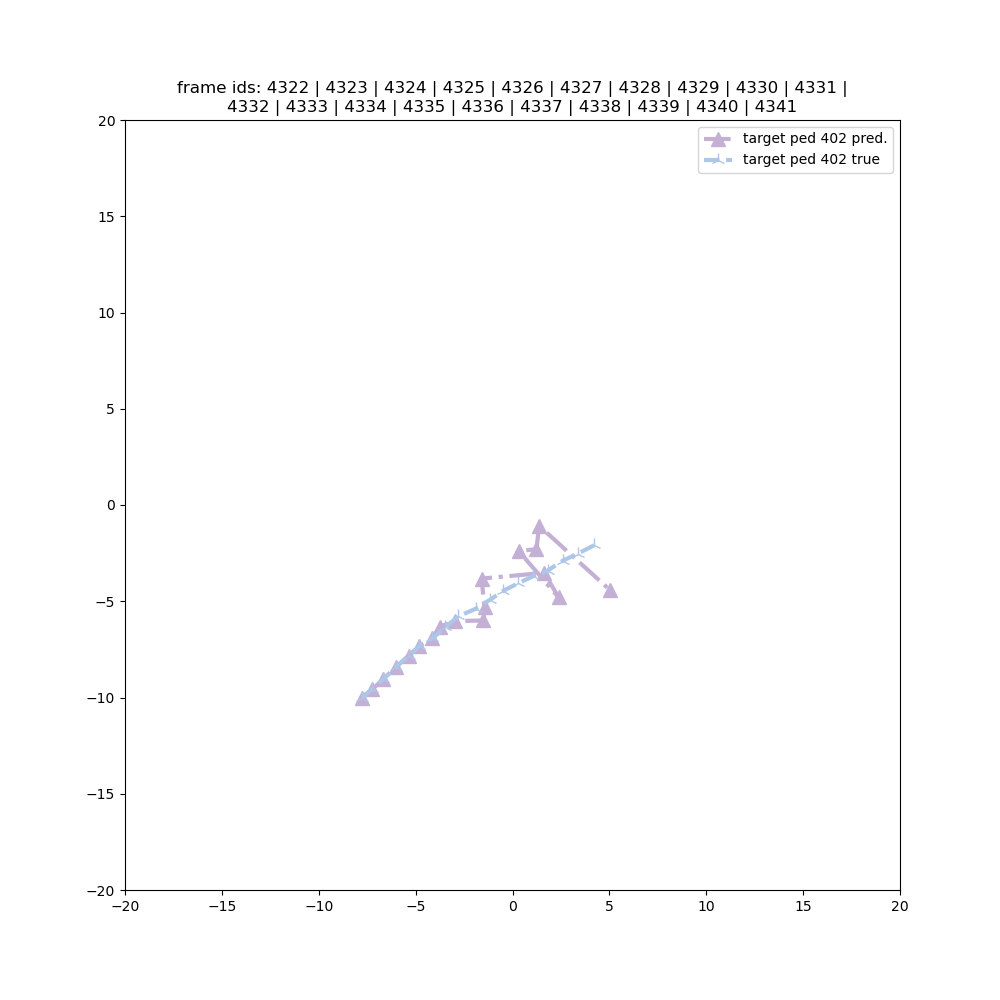 frame ids: 4322 | 4323 | 4324 | 4325 | 4326 | 4327 | 4328 | 4329 | 4330 | 4331 |
4332 | 4333 | 4334 | 4335 | 4336 | 4337 | 4338 | 4339 | 4340 | 4341
target ped 402 pred.
target ped 402 true
20
15
10
5
0
−5
−10
−15
−20
−20 −15 −10 −5 0 5 10 15 20